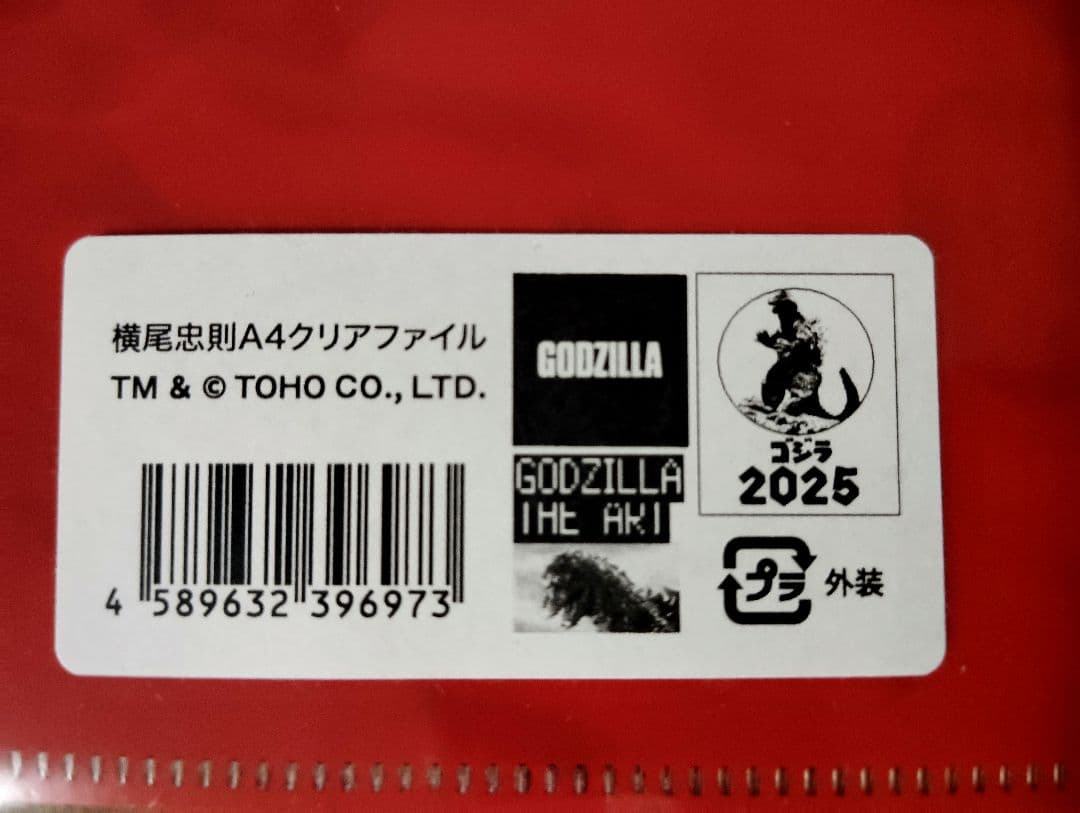 横尾忠則A4クリアファイル
TM & © TOHO CO., LTD.
4 589632 396973
GODZILLA
GODZILLA
THE ART
ゴジラ
2025
プラ 外装